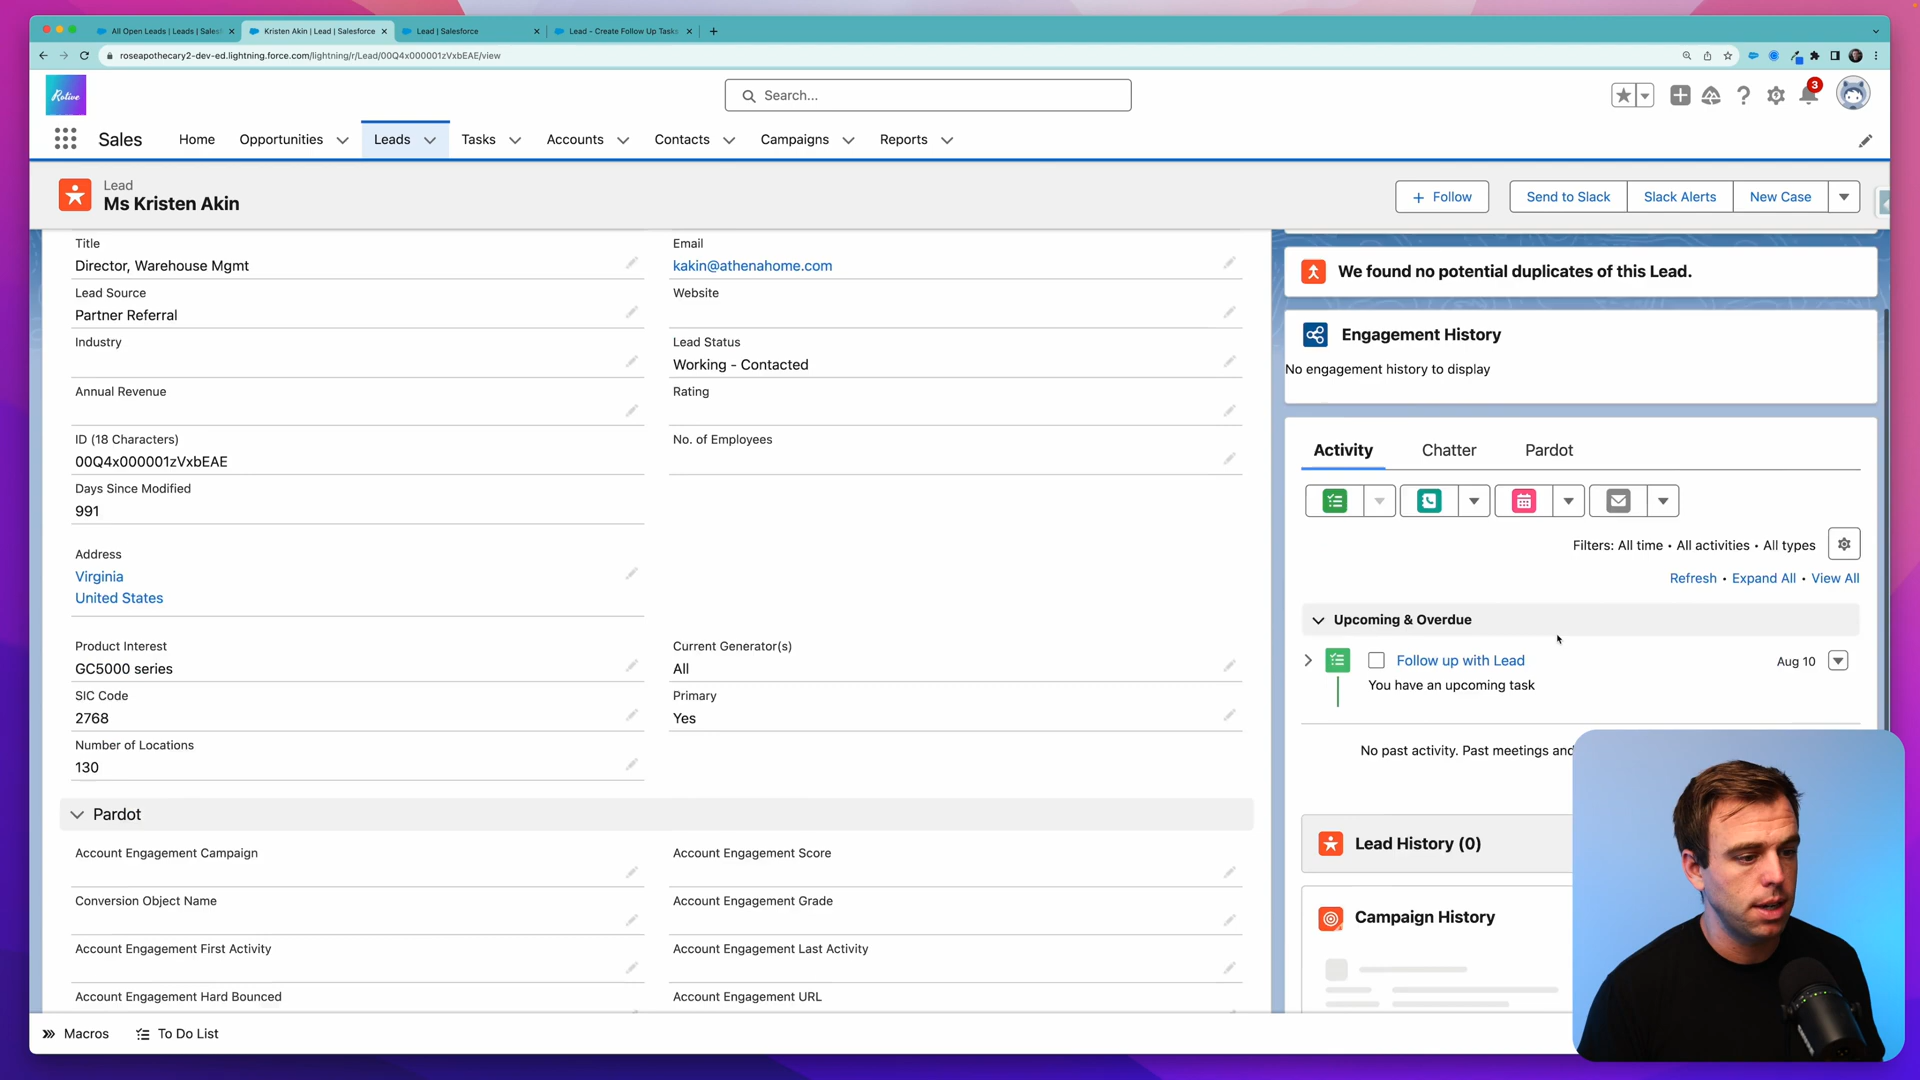 All Open Leads | Leads | Sales
Kristen Akin | Lead | Salesforce
Lead | Salesforce
Lead - Create Follow Up Tasks
roseapothecary2-dev-ed.lightning.force.com/lightning/r/Lead/00Q4x000001zVxbEAE/view
Rotive
Search...
3
Sales
Home
Opportunities
Leads
Tasks
Accounts
Contacts
Campaigns
Reports
Lead
Ms Kristen Akin
+ Follow
Send to Slack
Slack Alerts
New Case
Title
Director, Warehouse Mgmt
Email
kakin@athenahome.com
Lead Source
Partner Referral
Website
Industry
Lead Status
Working - Contacted
Annual Revenue
Rating
ID (18 Characters)
00Q4x000001zVxbEAE
No. of Employees
Days Since Modified
991
Address
Virginia
United States
Product Interest
GC5000 series
Current Generator(s)
All
SIC Code
2768
Primary
Yes
Number of Locations
130
Pardot
Account Engagement Campaign
Account Engagement Score
Conversion Object Name
Account Engagement Grade
Account Engagement First Activity
Account Engagement Last Activity
Account Engagement Hard Bounced
Account Engagement URL
We found no potential duplicates of this Lead.
Engagement History
No engagement history to display
Activity
Chatter
Pardot
Filters: All time • All activities • All types
Refresh • Expand All • View All
Upcoming & Overdue
Follow up with Lead
Aug 10
You have an upcoming task
No past activity. Past meetings and
Lead History (0)
Campaign History
Macros
To Do List